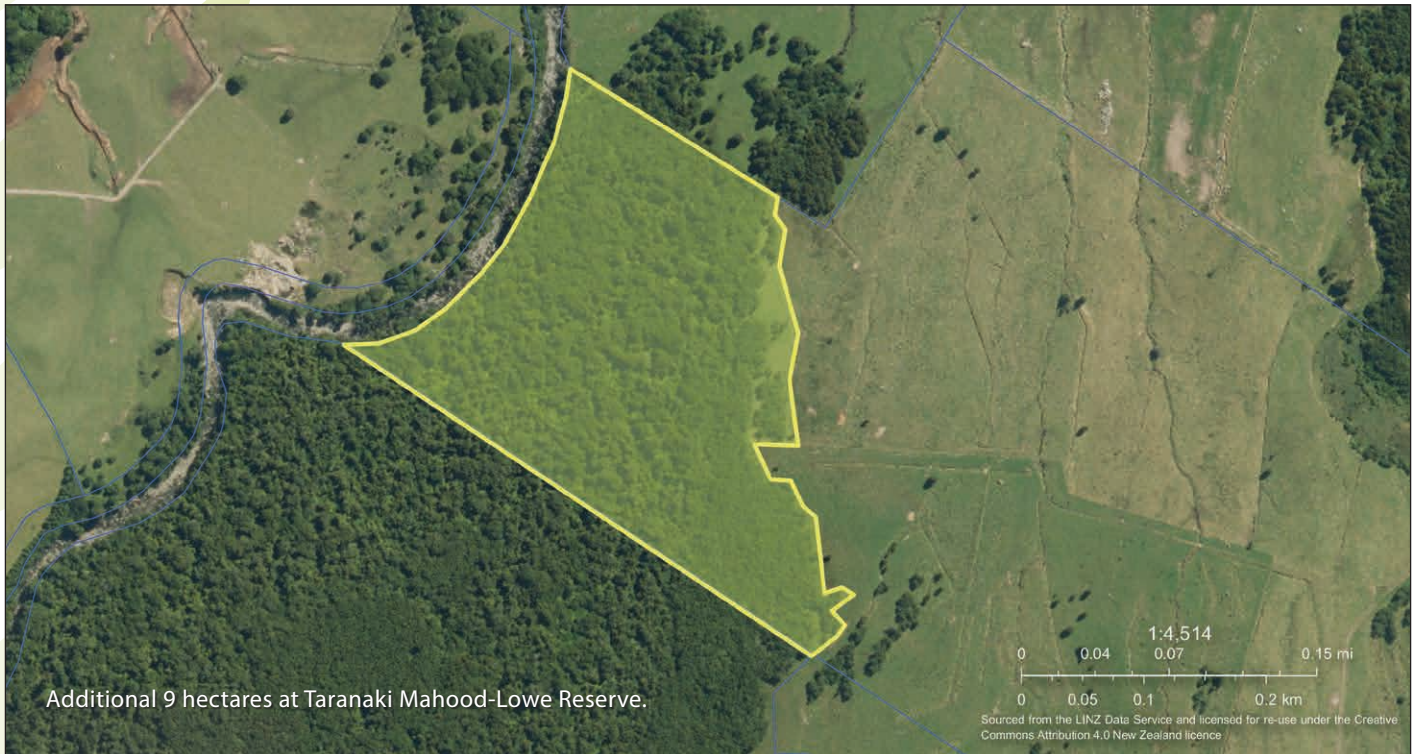 Additional 9 hectares at Taranaki Mahood-Lowe Reserve.
1:4,514
0 0.04 0.07 0.15 mi
0 0.05 0.1 0.2 km
Sourced from the LINZ Data Service and licensed for re-use under the Creative
Commons Attribution 4.0 New Zealand licence